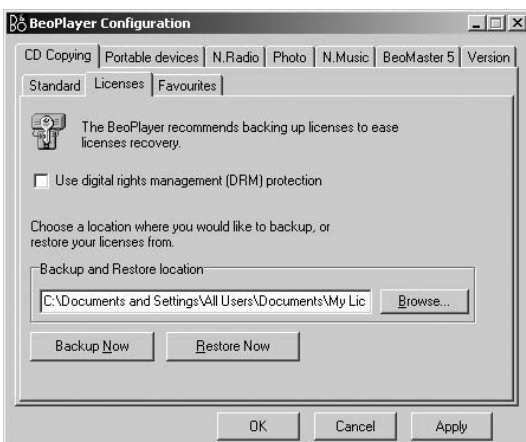 BeoPlayer Configuration
CD Copying Portable devices N.Radio Photo N.Music BeoMaster 5 Version
Standard Licenses Favourites
The BeoPlayer recommends backing up licenses to ease
licenses recovery.
Use digital rights management (DRM) protection
Choose a location where you would like to backup, or
restore your licenses from.
Backup and Restore location
C:\Documents and Settings\All Users\Documents\My Lic Browse...
Backup Now Restore Now
OK Cancel Apply